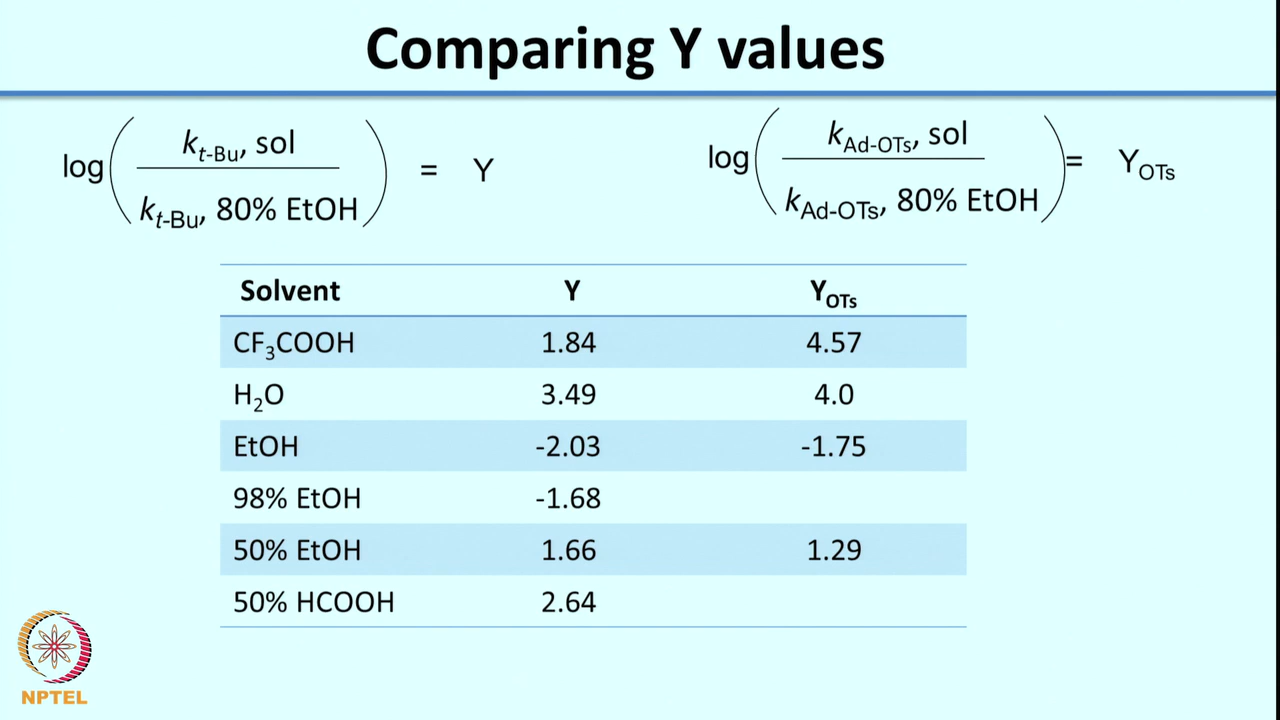 Comparing Y values
log ( k t-Bu, sol / k t-Bu, 80% EtOH ) = Y
log ( k Ad-OTs, sol / k Ad-OTs, 80% EtOH ) = Y OTs
Solvent Y Y OTs
CF₃COOH 1.84 4.57
H₂O 3.49 4.0
EtOH -2.03 -1.75
98% EtOH -1.68
50% EtOH 1.66 1.29
50% HCOOH 2.64
NPTEL